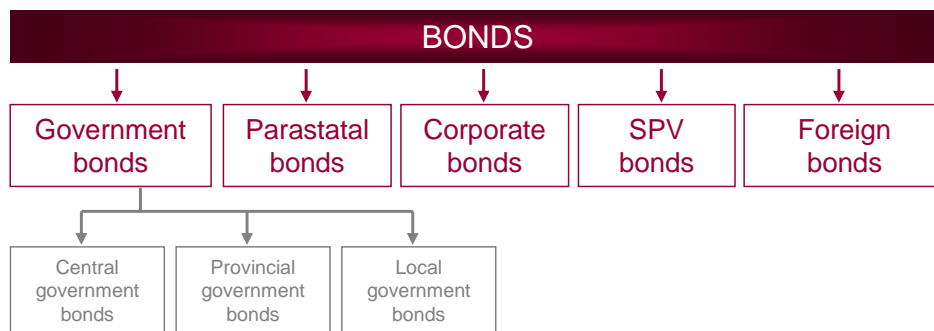 BONDS
Government
bonds
Parastatal
bonds
Corporate
bonds
SPV
bonds
Foreign
bonds
Central
government
bonds
Provincial
government
bonds
Local
government
bonds